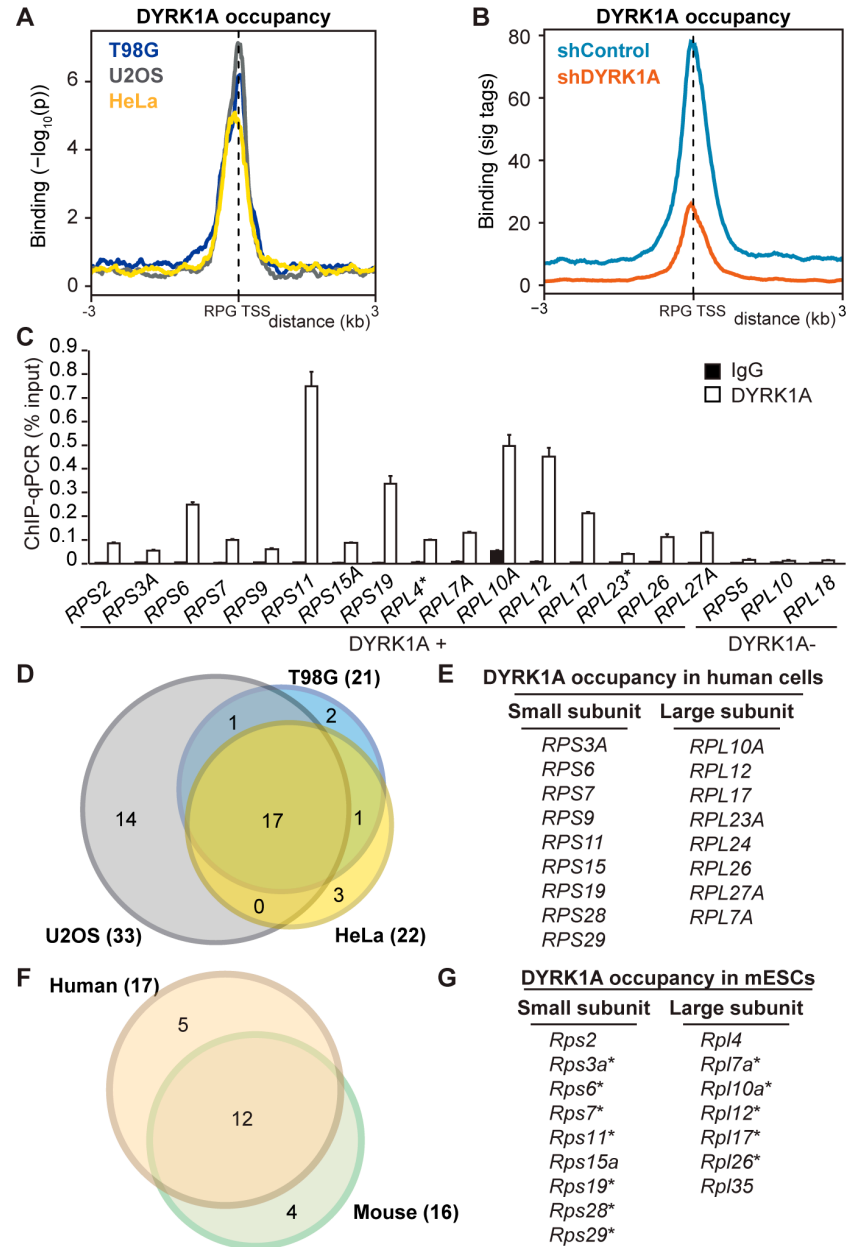 A
DYRK1A occupancy
T98G
U2OS
HeLa
Binding (−log10(p))
6
4
2
0
-3
RPG TSS
distance (kb)
3
B
DYRK1A occupancy
shControl
shDYRK1A
Binding (sig tags)
80
60
40
20
0
−3
RPG TSS
distance (kb)
3
C
ChIP-qPCR (% input)
0.9
0.8
0.7
0.6
0.5
0.4
0.3
0.2
0.1
0
IgG
DYRK1A
RPS2
RPS3A
RPS6
RPS7
RPS9
RPS11
RPS15A
RPS19
RPL4*
RPL7A
RPL10A
RPL12
RPL17
RPL23*
RPL26
RPL27A
RPS5
RPL10
RPL18
DYRK1A +
DYRK1A-
D
T98G (21)
1
2
14
17
1
0
3
U2OS (33)
HeLa (22)
E
DYRK1A occupancy in human cells
Small subunit
Large subunit
RPS3A
RPL10A
RPS6
RPL12
RPS7
RPL17
RPS9
RPL23A
RPS11
RPL24
RPS15
RPL26
RPS19
RPL27A
RPS28
RPL7A
RPS29
F
Human (17)
5
12
4
Mouse (16)
G
DYRK1A occupancy in mESCs
Small subunit
Large subunit
Rps2
Rpl4
Rps3a*
Rpl7a*
Rps6*
Rpl10a*
Rps7*
Rpl12*
Rps11*
Rpl17*
Rps15a
Rpl26*
Rps19*
Rpl35
Rps28*
Rps29*